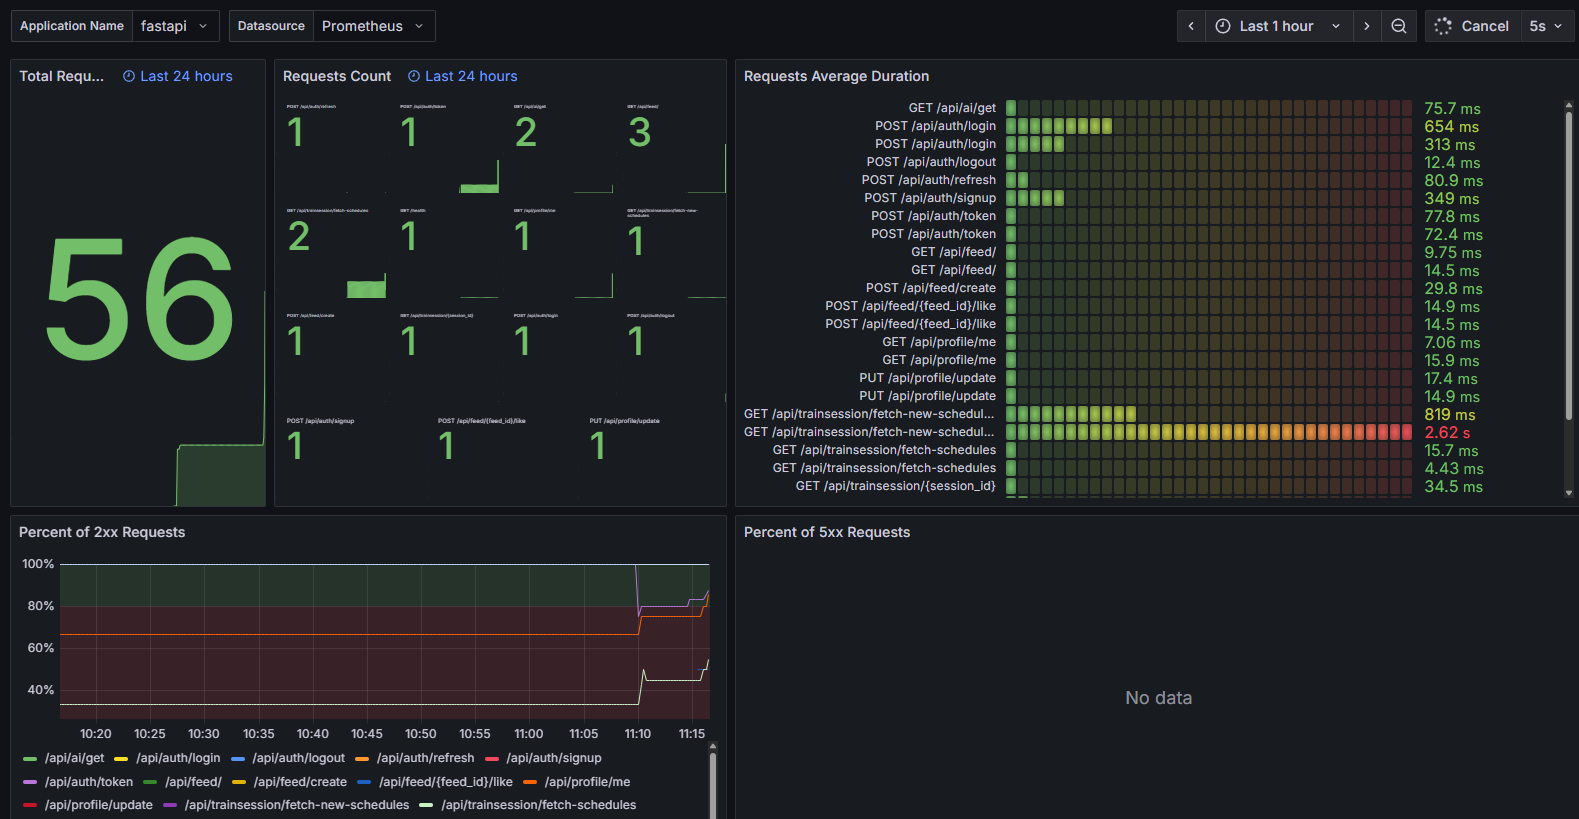 Application Name fastapi Datasource Prometheus Last 1 hour Cancel 5s
Total Requ... Last 24 hours
56
Requests Count Last 24 hours
POST /api/auth/refresh
1
POST /api/auth/token
1
GET /api/ai/get
2
GET /api/feed/
3
GET /api/trainsession/fetch-schedules
2
GET /health
1
GET /api/profile/me
1
GET /api/trainsession/fetch-new-
schedules
1
POST /api/feed/create
1
GET /api/trainsession/{session_id}
1
POST /api/auth/login
1
POST /api/auth/logout
1
POST /api/auth/signup
1
POST /api/feed/{feed_id}/like
1
PUT /api/profile/update
1
Requests Average Duration
GET /api/ai/get 75.7 ms
POST /api/auth/login 654 ms
POST /api/auth/login 313 ms
POST /api/auth/logout 12.4 ms
POST /api/auth/refresh 80.9 ms
POST /api/auth/signup 349 ms
POST /api/auth/token 77.8 ms
POST /api/auth/token 72.4 ms
GET /api/feed/ 9.75 ms
GET /api/feed/ 14.5 ms
POST /api/feed/create 29.8 ms
POST /api/feed/{feed_id}/like 14.9 ms
POST /api/feed/{feed_id}/like 14.5 ms
GET /api/profile/me 7.06 ms
GET /api/profile/me 15.9 ms
PUT /api/profile/update 17.4 ms
PUT /api/profile/update 14.9 ms
GET /api/trainsession/fetch-new-schedul... 819 ms
GET /api/trainsession/fetch-new-schedul... 2.62 s
GET /api/trainsession/fetch-schedules 15.7 ms
GET /api/trainsession/fetch-schedules 4.43 ms
GET /api/trainsession/{session_id} 34.5 ms
Percent of 2xx Requests
100%
80%
60%
40%
10:20 10:25 10:30 10:35 10:40 10:45 10:50 10:55 11:00 11:05 11:10 11:15
/api/ai/get /api/auth/login /api/auth/logout /api/auth/refresh /api/auth/signup
/api/auth/token /api/feed/ /api/feed/create /api/feed/{feed_id}/like /api/profile/me
/api/profile/update /api/trainsession/fetch-new-schedules /api/trainsession/fetch-schedules
Percent of 5xx Requests
No data